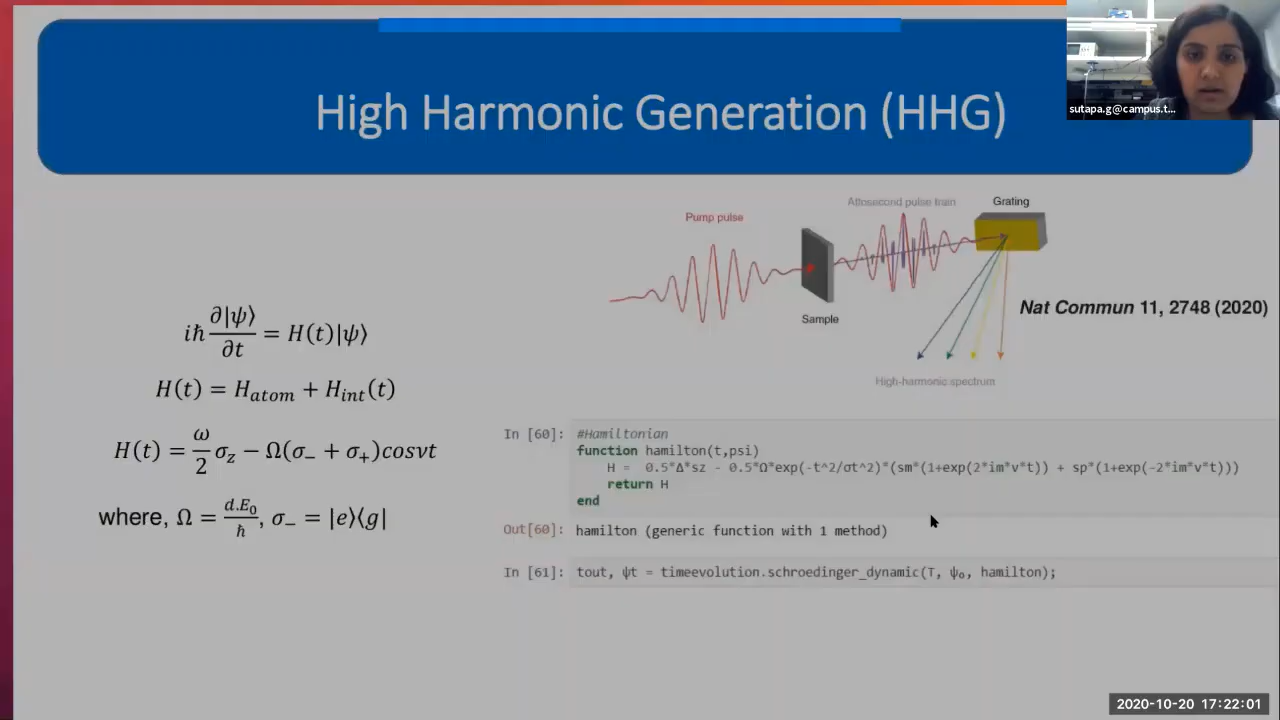 High Harmonic Generation (HHG)
sutapa.g@campus.t...
Pump pulse
Attosecond pulse train
Grating
Sample
Nat Commun 11, 2748 (2020)
High-harmonic spectrum
iħ ∂|ψ⟩/∂t = H(t)|ψ⟩
H(t) = H_atom + H_int(t)
H(t) = ω/2 σ_z − Ω(σ_− + σ_+)cosνt
where, Ω = d.E_0/ħ, σ_− = |e⟩⟨g|
In [60]: #Hamiltonian
function hamilton(t,psi)
H = 0.5*Δ*sz - 0.5*Ω*exp(-t^2/σt^2)*(sm*(1+exp(2*im*ν*t)) + sp*(1+exp(-2*im*ν*t)))
return H
end
Out[60]: hamilton (generic function with 1 method)
In [61]: tout, ψt = timeevolution.schroedinger_dynamic(T, ψ₀, hamilton);
2020-10-20 17:22:01